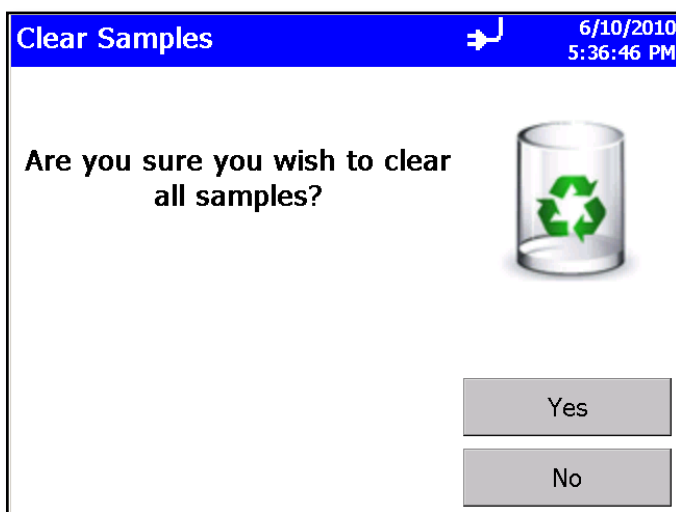 Clear Samples
6/10/2010
5:36:46 PM
Are you sure you wish to clear
all samples?
Yes
No